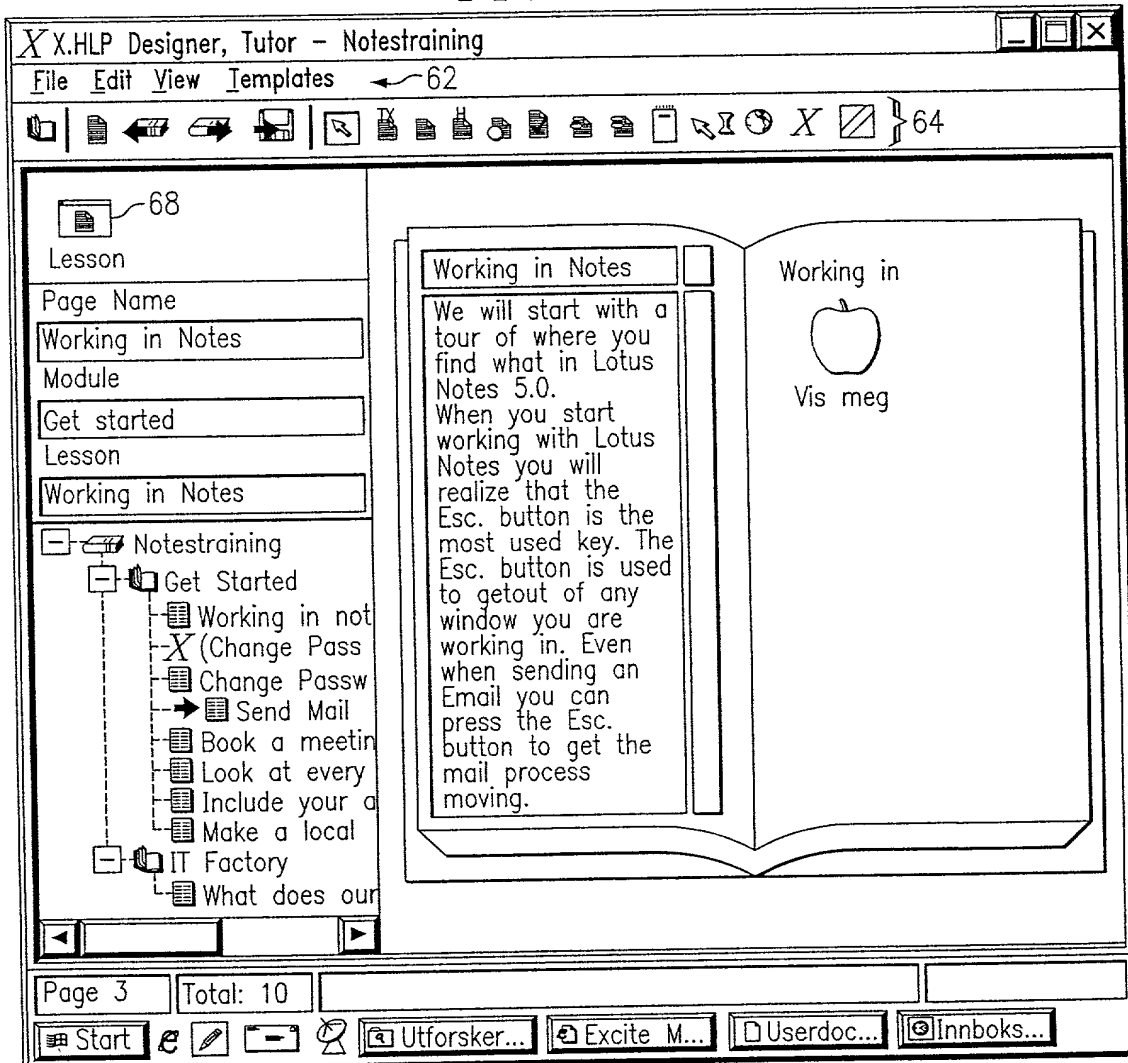 X X.HLP Designer, Tutor – Notestraining
File Edit View Templates 62
TX H X 64
68
Lesson
Page Name
Working in Notes
Module
Get started
Lesson
Working in Notes
Notestraining
Get Started
Working in not
X (Change Pass
Change Passw
Send Mail
Book a meetin
Look at every
Include your a
Make a local
IT Factory
What does our
Working in Notes
We will start with a
tour of where you
find what in Lotus
Notes 5.0.
When you start
working with Lotus
Notes you will
realize that the
Esc. button is the
most used key. The
Esc. button is used
to getout of any
window you are
working in. Even
when sending an
Email you can
press the Esc.
button to get the
mail process
moving.
Working in
Vis meg
Page 3 Total: 10
Start e Utforsker... Excite M... Userdoc... Innboks...